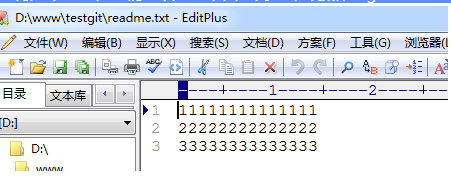 D:\www\testgit\readme.txt - EditPlus
文件(W) 编辑(B) 显示(X) 搜索(S) 文档(D) 方案(F) 工具(G) 浏览器(L
目录 文本库
----+----1----+----2----+
[D:]
D:\
www
1 11111111111111
2 22222222222222
3 33333333333333